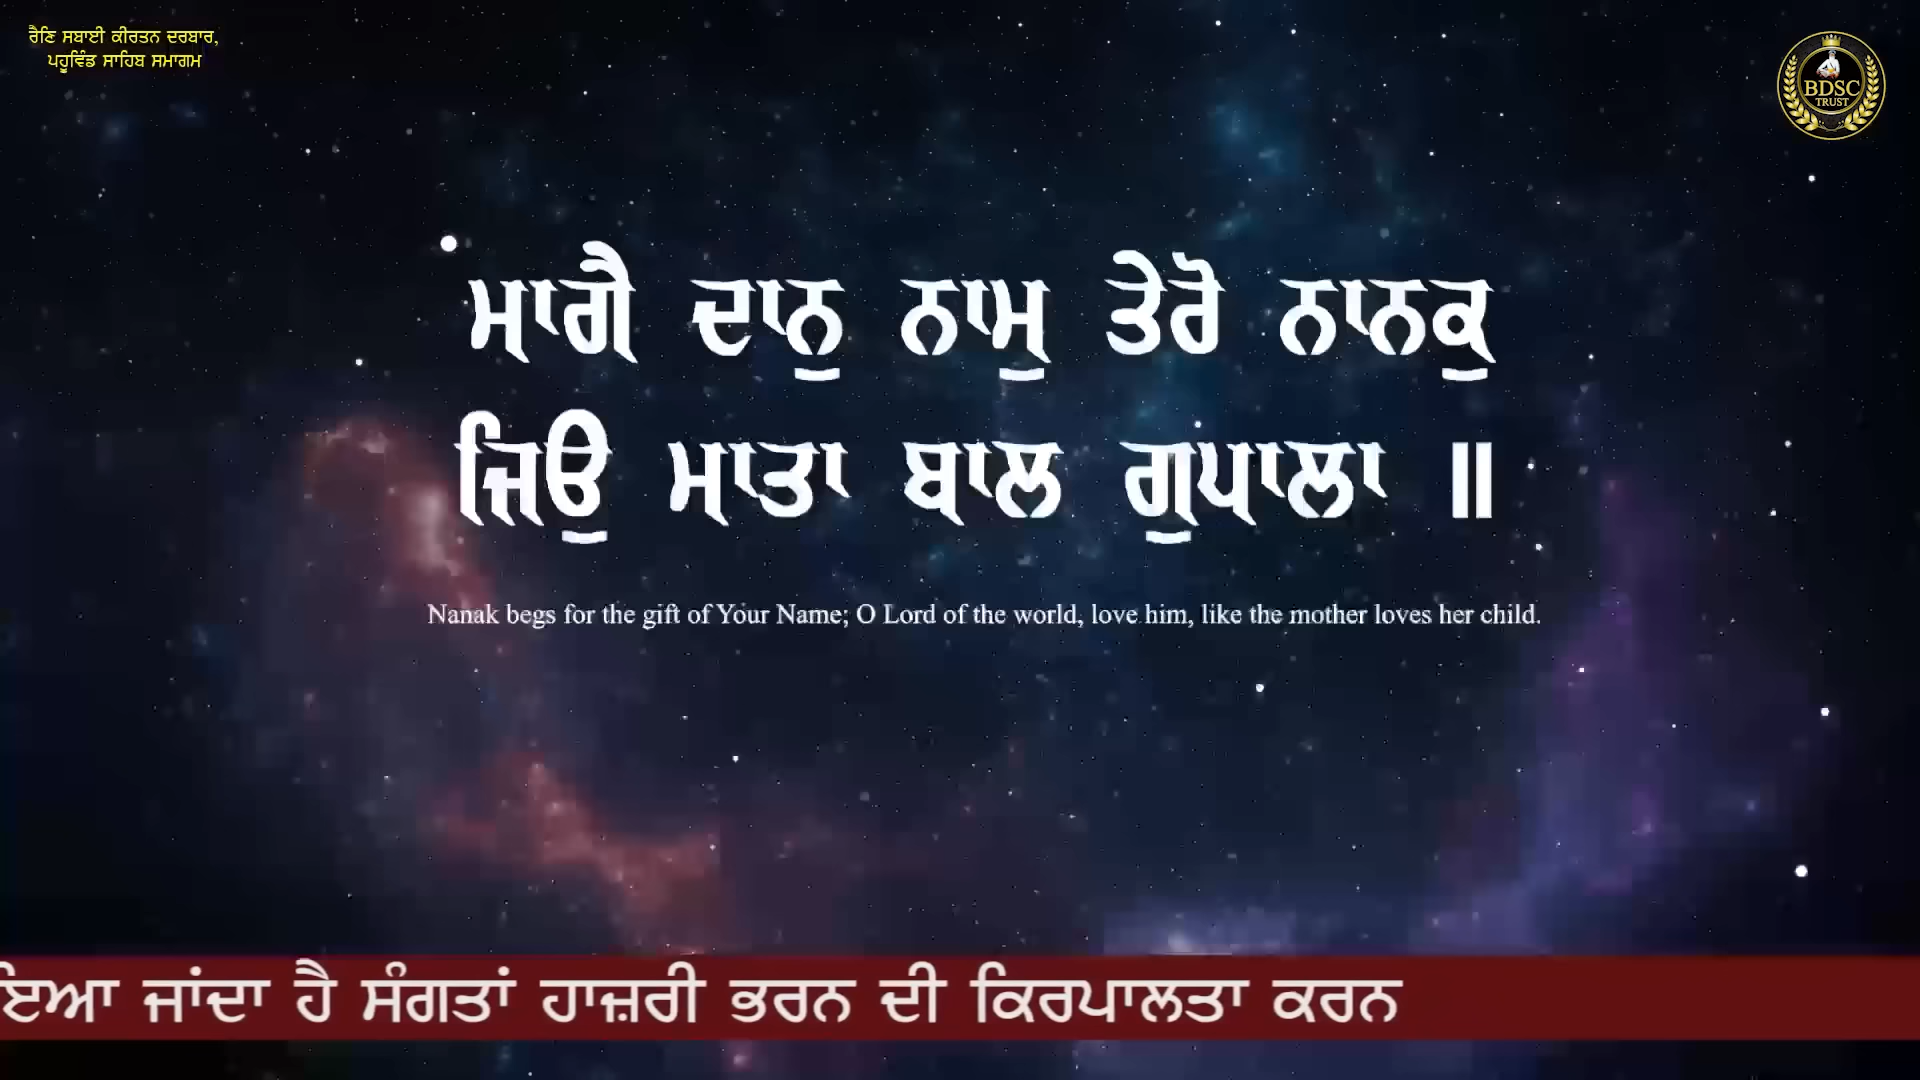 ਰੈਣਿ ਸਬਾਈ ਕੀਰਤਨ ਦਰਬਾਰ,
ਪਹੂਵਿੰਡ ਸਾਹਿਬ ਸਮਾਗਮ
BDSC
TRUST
ਮਾਗੈ ਦਾਨੁ ਨਾਮੁ ਤੇਰੋ ਨਾਨਕੁ
ਜਿਉ ਮਾਤਾ ਬਾਲ ਗੁਪਾਲਾ ॥
Nanak begs for the gift of Your Name; O Lord of the world, love him, like the mother loves her child.
ਇਆ ਜਾਂਦਾ ਹੈ ਸੰਗਤਾਂ ਹਾਜ਼ਰੀ ਭਰਨ ਦੀ ਕਿਰਪਾਲਤਾ ਕਰਨ